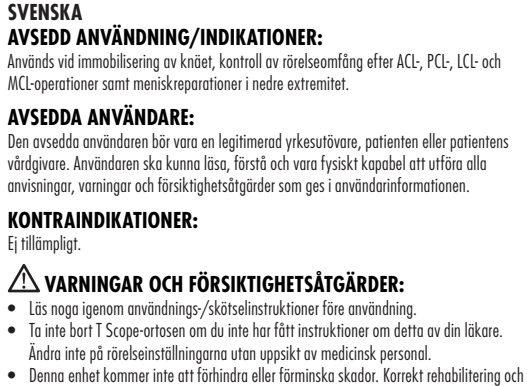 SVENSKA
AVSEDD ANVÄNDNING/INDIKATIONER:
Används vid immobilisering av knäet, kontroll av rörelseomfång efter ACL-, PCL-, LCL- och
MCL-operationer samt meniskreparationer i nedre extremitet.
AVSEDDA ANVÄNDARE:
Den avsedda användaren bör vara en legitimerad yrkesutövare, patienten eller patientens
vårdgivare. Användaren ska kunna läsa, förstå och vara fysiskt kapabel att utföra alla
anvisningar, varningar och försiktighetsåtgärder som ges i användarinformationen.
KONTRAINDIKATIONER:
Ej tillämpligt.
VARNINGAR OCH FÖRSIKTIGHETSÅTGÄRDER:
• Läs noga igenom användnings-/skötselinstruktioner före användning.
• Ta inte bort T Scope-ortosen om du inte har fått instruktioner om detta av din läkare.
Ändra inte på rörelseinställningarna utan uppsikt av medicinsk personal.
• Denna enhet kommer inte att förhindra eller förminska skador. Korrekt rehabilitering och